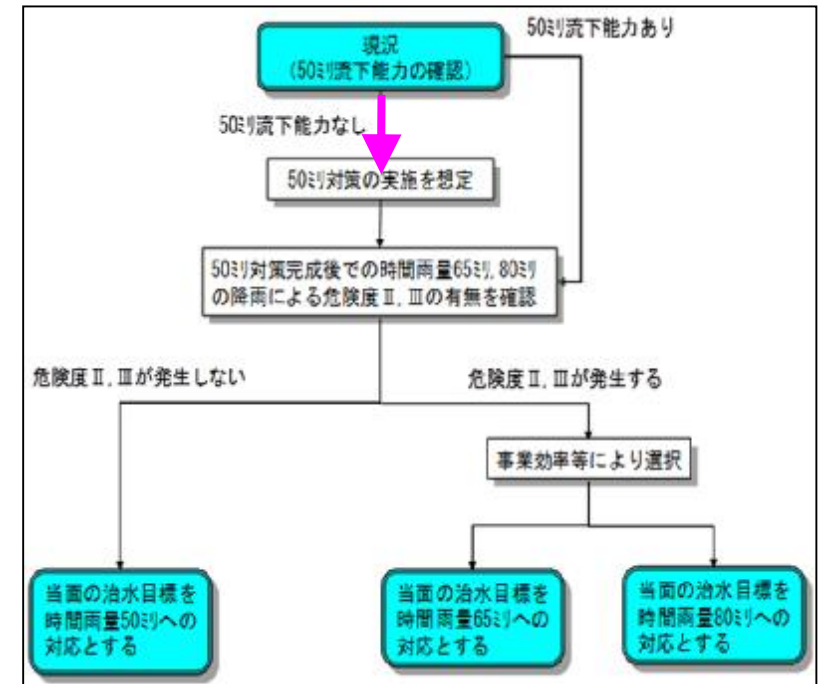 50ミリ流下能力あり
現況
(50ミリ流下能力の確認)
50ミリ流下能力なし
50ミリ対策の実施を想定
50ミリ対策完成後での時間雨量65ミリ,80ミリ
の降雨による危険度Ⅱ,Ⅲの有無を確認
危険度Ⅱ,Ⅲが発生しない
危険度Ⅱ,Ⅲが発生する
事業効率等により選択
当面の治水目標を
時間雨量50ミリへの
対応とする
当面の治水目標を
時間雨量65ミリへの
対応とする
当面の治水目標を
時間雨量80ミリへの
対応とする